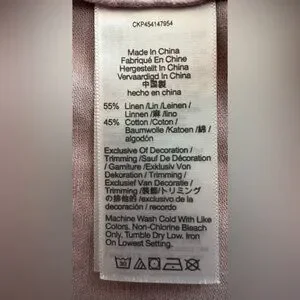 CKP454147954
Made In China
Fabriqué En Chine
Hergestellt In China
Vervaardigd In China
中国製
hecho en china
55% Linen/Lin/Leinen/
Linnen/麻/lino
45% Cotton/Coton/
Baumwolle/Katoen/綿/
algodón
Exclusive Of Decoration/
Trimming/Sauf De Décoration
/ Garniture/Exklusiv Von
Dekoration / Trimming/
Exclusief Van Decoratie/
Trimming/装飾/トリミング
の排他的/exclusivo de la
decoración / recordo
Machine Wash Cold With Like
Colors. Non-Chlorine Bleach
Only. Tumble Dry Low. Iron
On Lowest Setting.